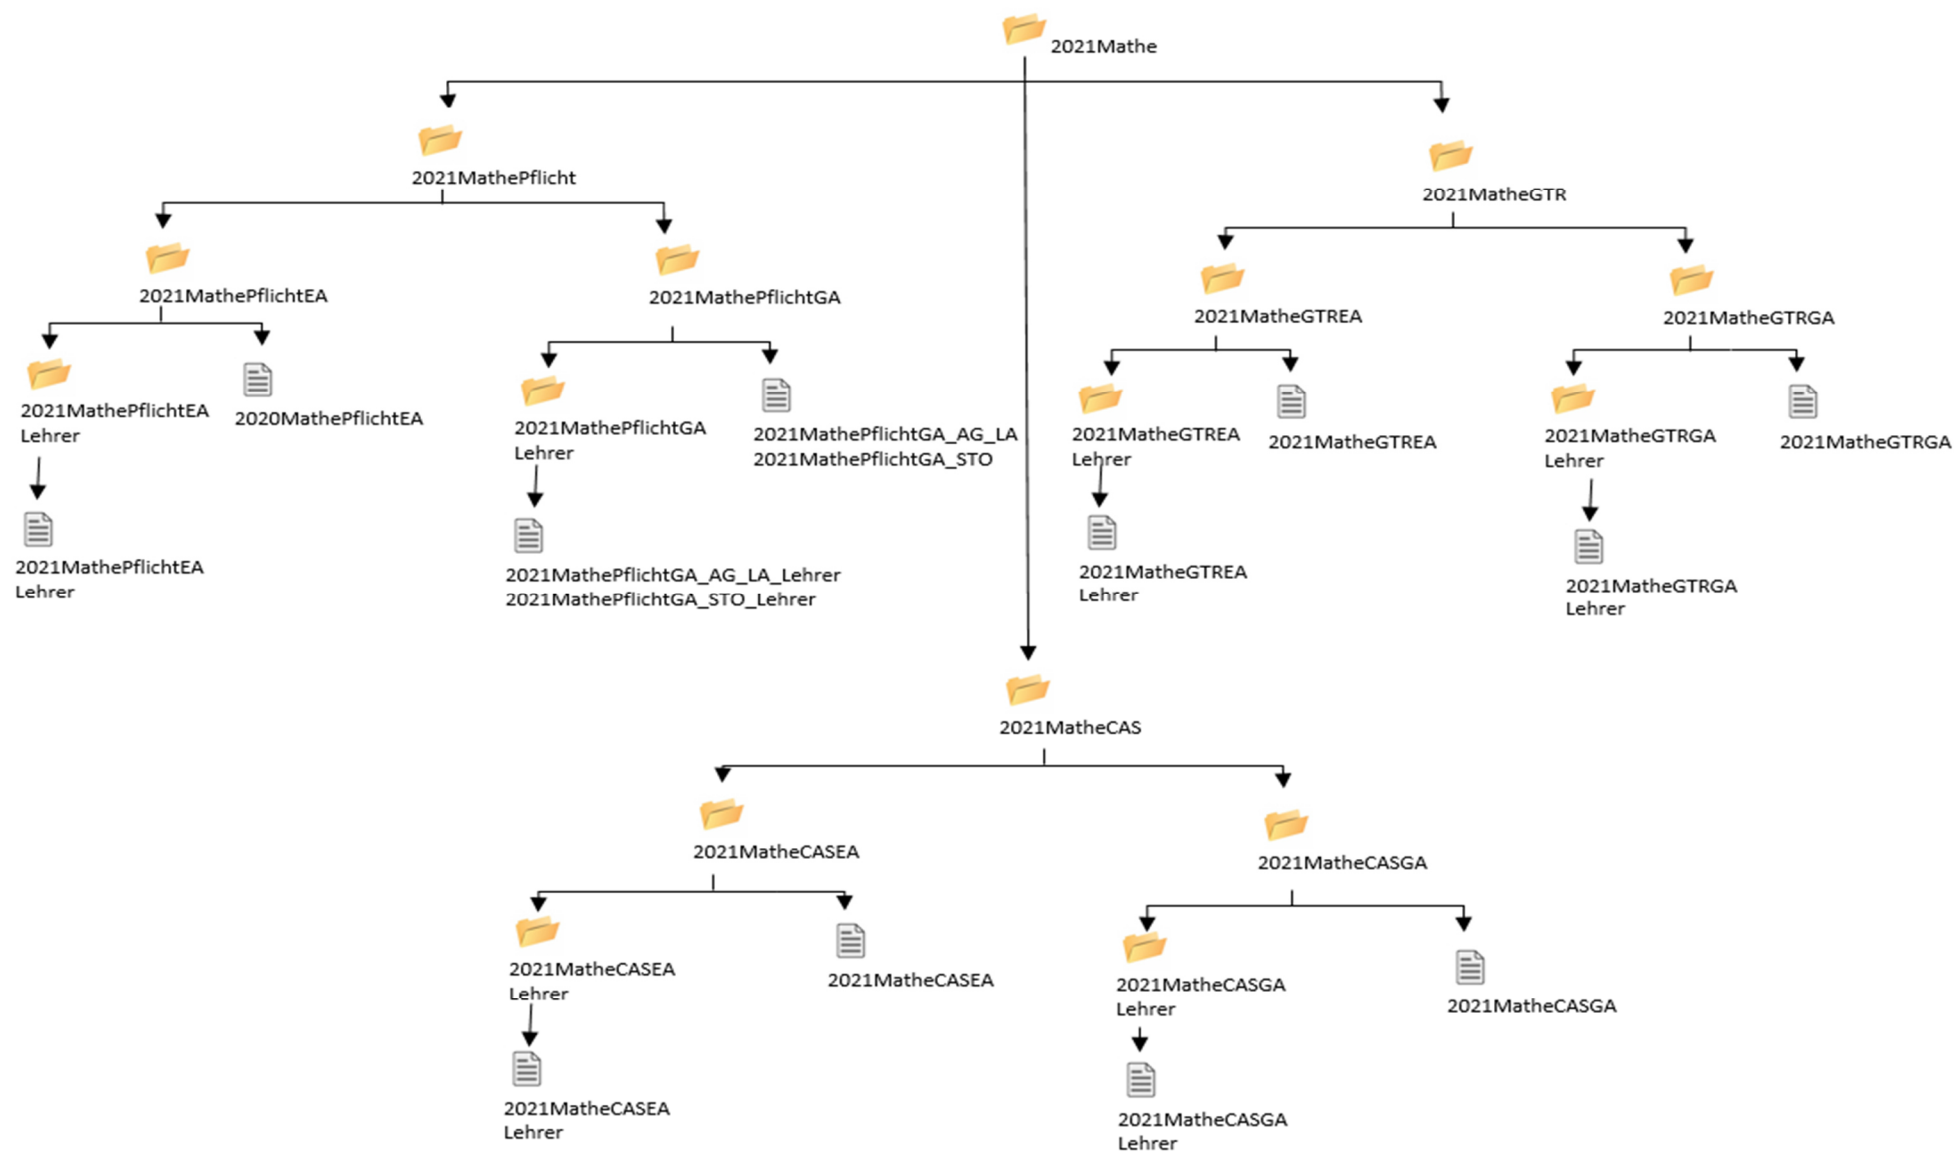 2021Mathe
2021MathePflicht
2021MatheGTR
2021MathePflichtEA
2021MathePflichtGA
2021MatheGTREA
2021MatheGTRGA
2021MathePflichtEA
Lehrer
2020MathePflichtEA
2021MathePflichtGA
Lehrer
2021MathePflichtGA_AG_LA
2021MathePflichtGA_STO
2021MatheGTREA
Lehrer
2021MatheGTREA
2021MatheGTRGA
Lehrer
2021MatheGTRGA
2021MathePflichtEA
Lehrer
2021MathePflichtGA_AG_LA_Lehrer
2021MathePflichtGA_STO_Lehrer
2021MatheGTREA
Lehrer
2021MatheGTRGA
Lehrer
2021MatheCAS
2021MatheCASEA
2021MatheCASGA
2021MatheCASEA
Lehrer
2021MatheCASEA
2021MatheCASGA
Lehrer
2021MatheCASGA
2021MatheCASEA
Lehrer
2021MatheCASGA
Lehrer